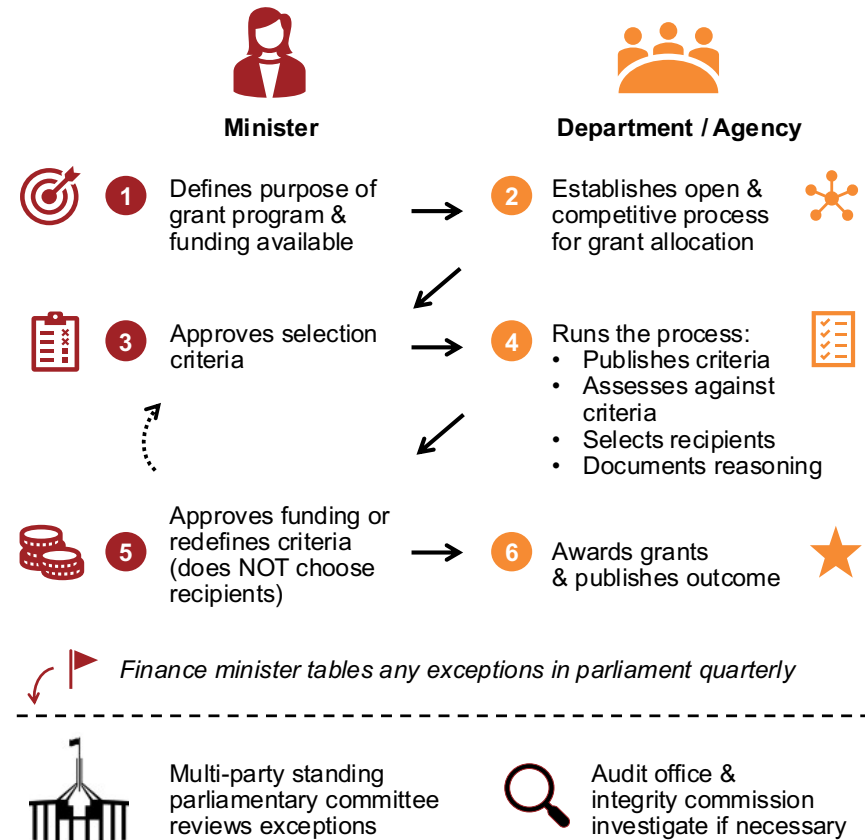 Minister
Department / Agency
1
Defines purpose of
grant program &
funding available
2
Establishes open &
competitive process
for grant allocation
3
Approves selection
criteria
4
Runs the process:
• Publishes criteria
• Assesses against
criteria
• Selects recipients
• Documents reasoning
5
Approves funding or
redefines criteria
(does NOT choose
recipients)
6
Awards grants
& publishes outcome
Finance minister tables any exceptions in parliament quarterly
Multi-party standing
parliamentary committee
reviews exceptions
Audit office &
integrity commission
investigate if necessary